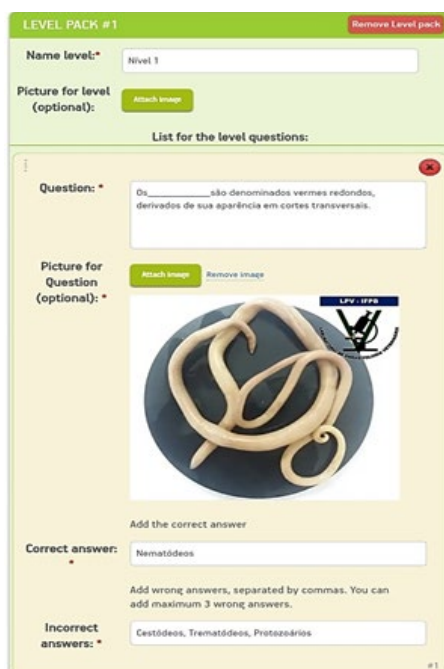 LEVEL PACK #1
Remove Level pack
Name level:*
Nível 1
Picture for level
(optional):
Attach image
List for the level questions:
Question: *
Os______________são denominados vermes redondos,
derivados de sua aparência em cortes transversais.
Picture for
Question
(optional): *
Attach image
Remove image
LPV - IFPB
Add the correct answer
Correct answer:
*
Nematódeos
Add wrong answers, separated by commas. You can
add maximum 3 wrong answers.
Incorrect
answers: *
Cestódeos, Trematódeos, Protozoários
#1